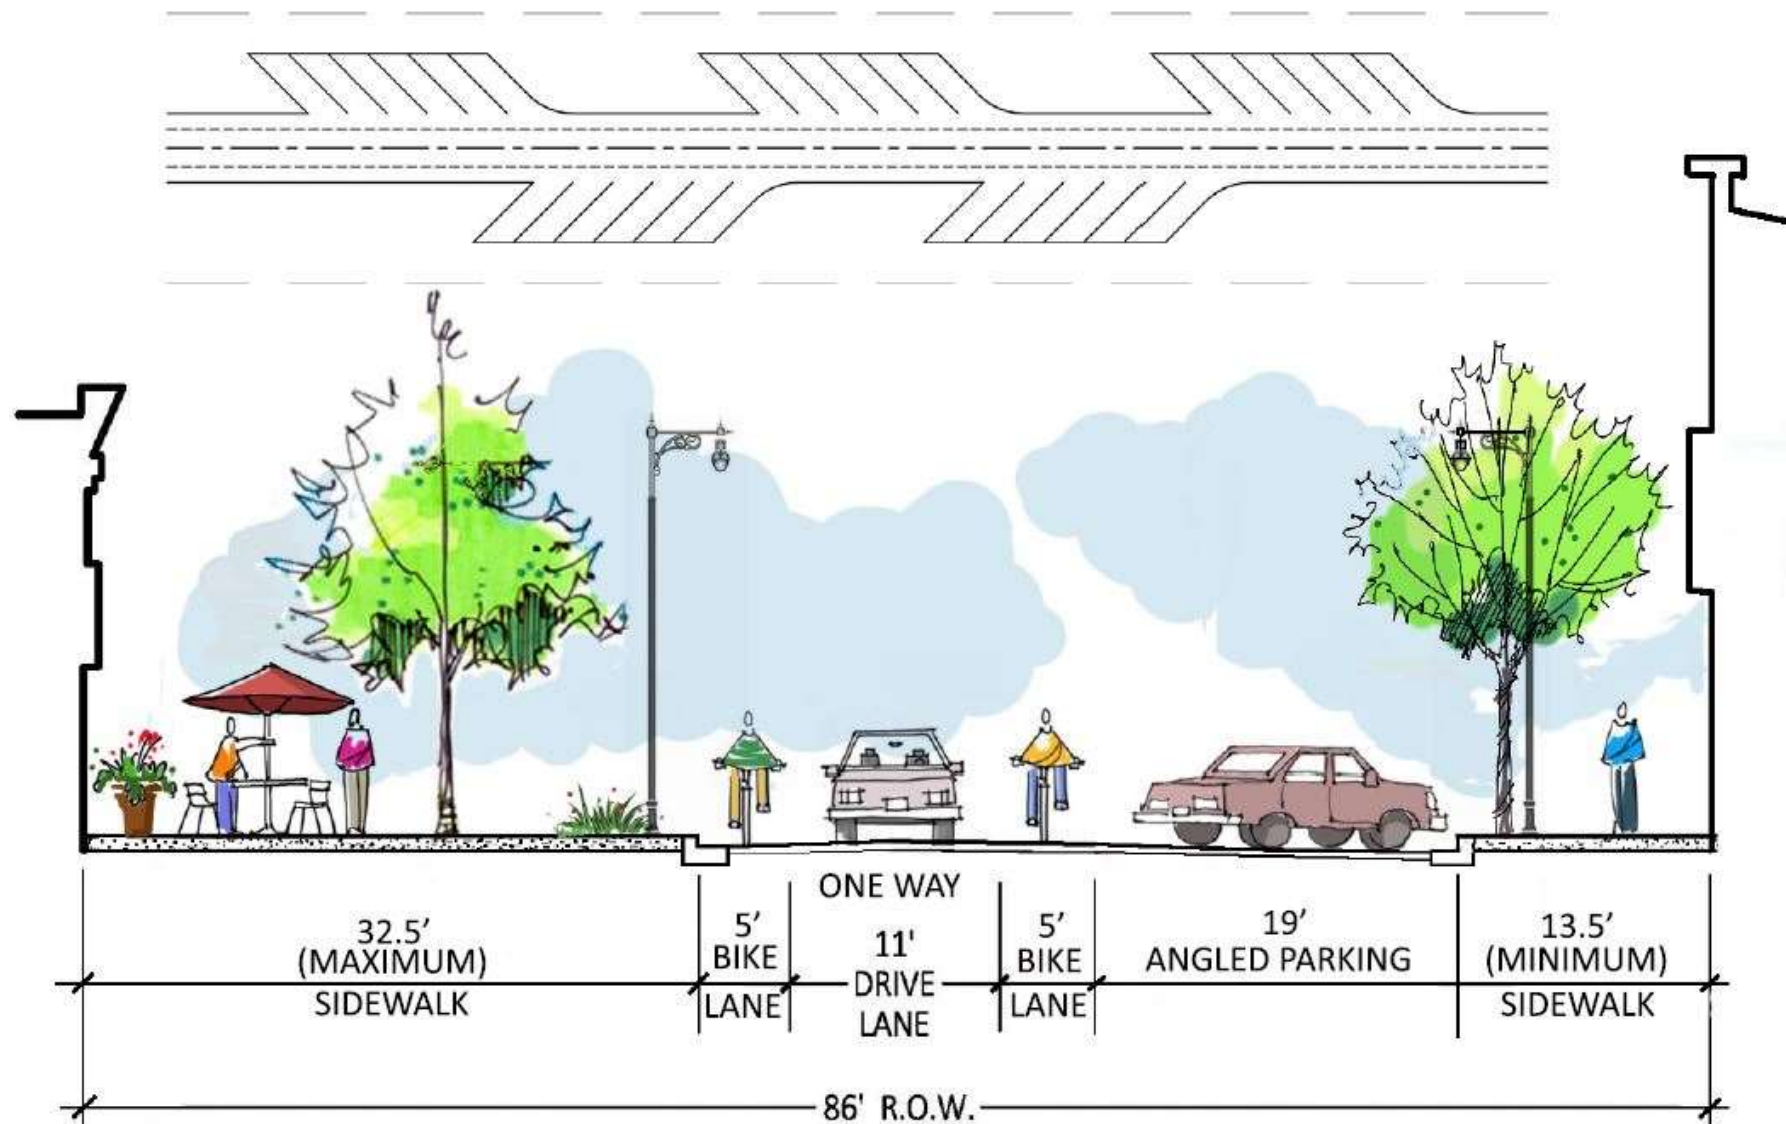 32.5’
(MAXIMUM)
SIDEWALK
5’
BIKE
LANE
ONE WAY
11'
DRIVE
LANE
5’
BIKE
LANE
19’
ANGLED PARKING
13.5’
(MINIMUM)
SIDEWALK
86' R.O.W.